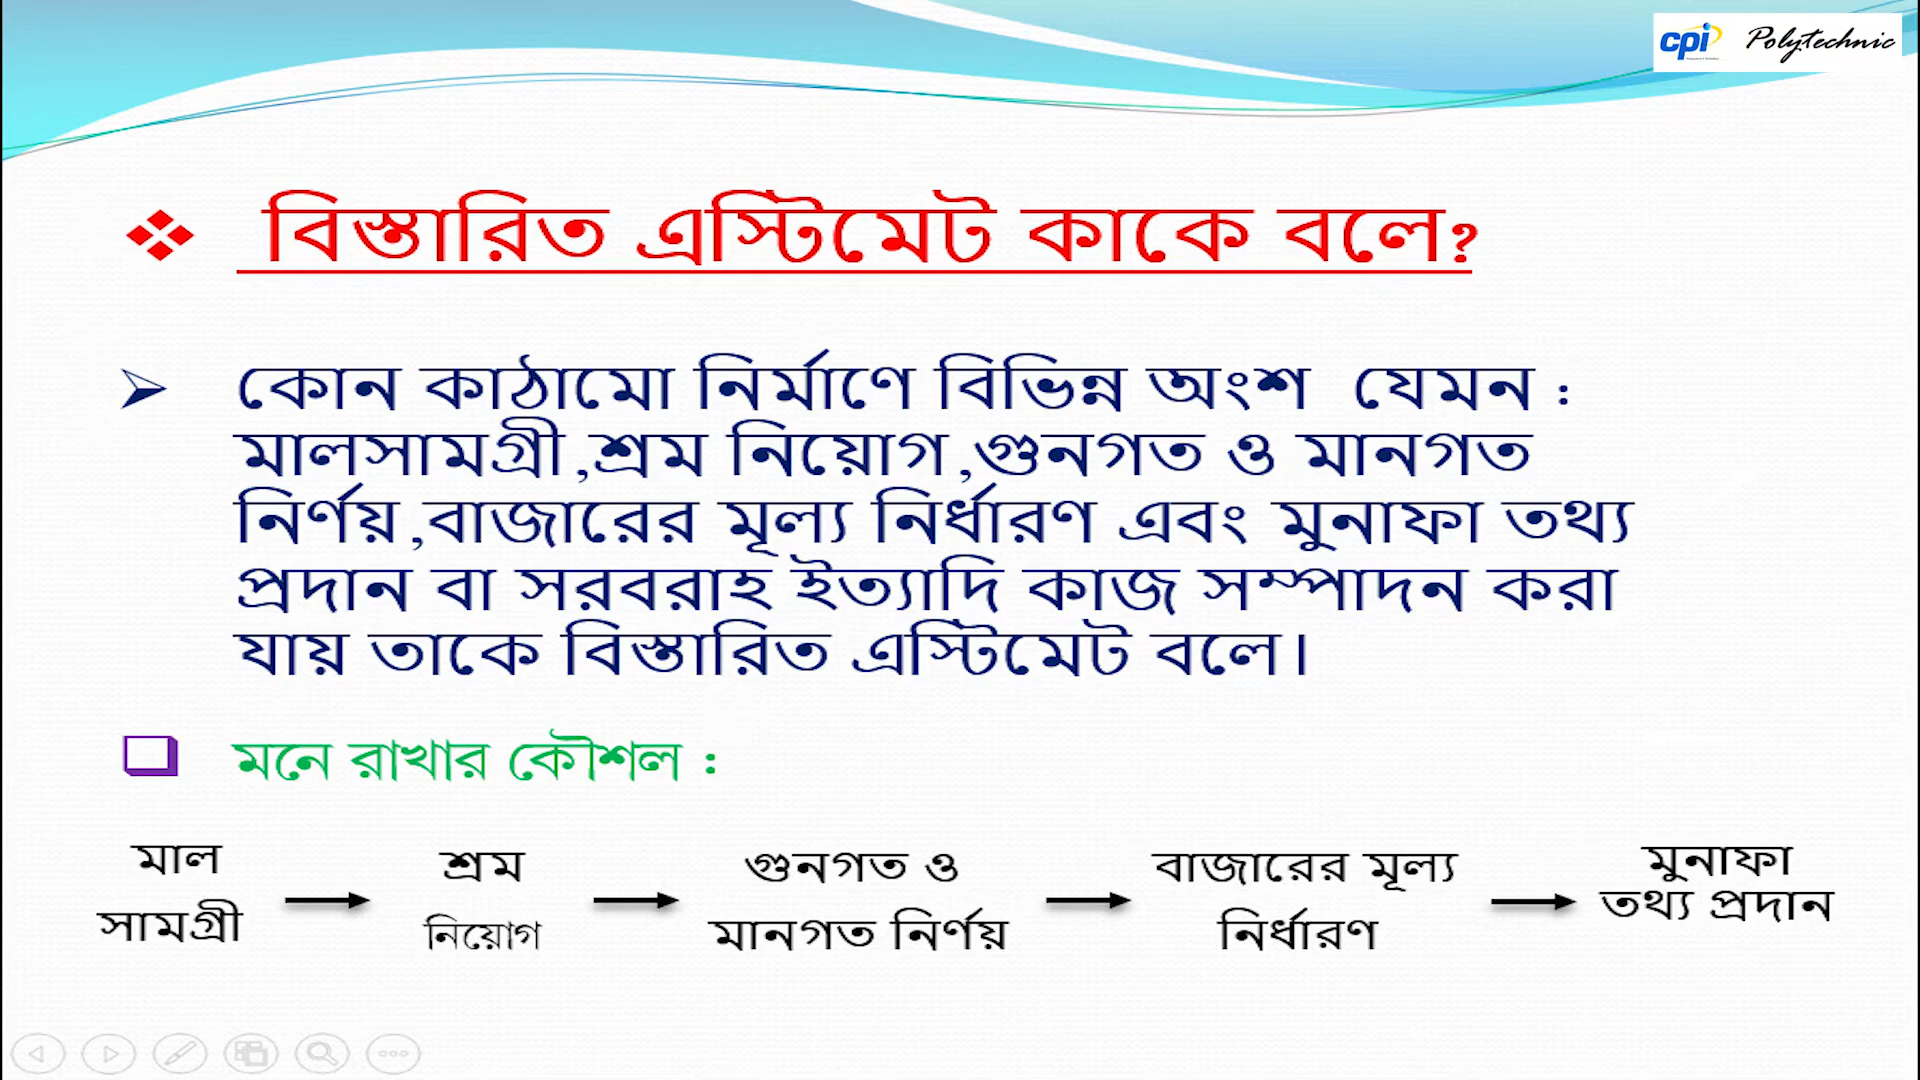 cpi Polytechnic
বিস্তারিত এস্টিমেট কাকে বলে?
কোন কাঠামো নির্মাণে বিভিন্ন অংশ যেমন :
মালসামগ্রী,শ্রম নিয়োগ,গুনগত ও মানগত
নির্ণয়,বাজারের মূল্য নির্ধারণ এবং মুনাফা তথ্য
প্রদান বা সরবরাহ ইত্যাদি কাজ সম্পাদন করা
যায় তাকে বিস্তারিত এস্টিমেট বলে।
মনে রাখার কৌশল :
মাল
সামগ্রী
শ্রম
নিয়োগ
গুনগত ও
মানগত নির্ণয়
বাজারের মূল্য
নির্ধারণ
মুনাফা
তথ্য প্রদান